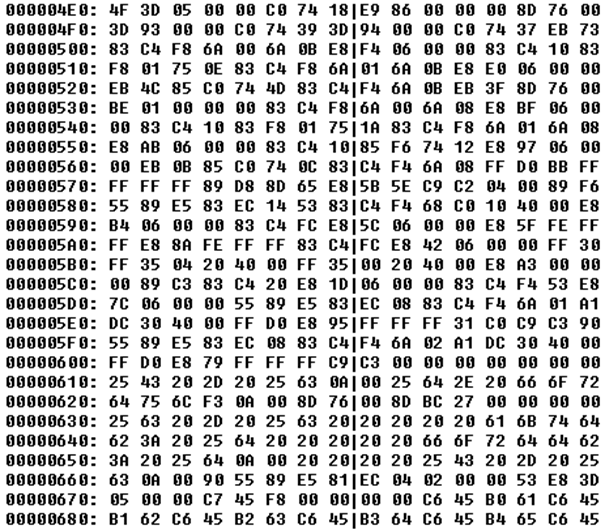 000004E0: 4F 3D 05 00 00 C0 74 18|E9 86 00 00 00 8D 76 00
000004F0: 3D 93 00 00 C0 74 39 3D|94 00 00 C0 74 37 EB 73
00000500: 83 C4 F8 6A 00 6A 0B E8|F4 06 00 00 83 C4 10 83
00000510: F8 01 75 0E 83 C4 F8 6A|01 6A 0B E8 E0 06 00 00
00000520: EB 4C 85 C0 74 4D 83 C4|F4 6A 0B EB 3F 8D 76 00
00000530: BE 01 00 00 00 83 C4 F8|6A 00 6A 08 E8 BF 06 00
00000540: 00 83 C4 10 83 F8 01 75|1A 83 C4 F8 6A 01 6A 08
00000550: E8 AB 06 00 00 83 C4 10|85 F6 74 12 E8 97 06 00
00000560: 00 EB 0B 85 C0 74 0C 83|C4 F4 6A 08 FF D0 BB FF
00000570: FF FF FF 89 D8 8D 65 E8|5B 5E C9 C2 04 00 89 F6
00000580: 55 89 E5 83 EC 14 53 83|C4 F4 68 C0 10 40 00 E8
00000590: B4 06 00 00 83 C4 FC E8|5C 06 00 00 E8 5F FE FF
000005A0: FF E8 8A FE FF FF 83 C4|FC E8 42 06 00 00 FF 30
000005B0: FF 35 04 20 40 00 FF 35|00 20 40 00 E8 A3 00 00
000005C0: 00 89 C3 83 C4 20 E8 1D|06 00 00 83 C4 F4 53 E8
000005D0: 7C 06 00 00 55 89 E5 83|EC 08 83 C4 F4 6A 01 A1
000005E0: DC 30 40 00 FF D0 E8 95|FF FF FF 31 C0 C9 C3 90
000005F0: 55 89 E5 83 EC 08 83 C4|F4 6A 02 A1 DC 30 40 00
00000600: FF D0 E8 79 FF FF FF C9|C3 00 00 00 00 00 00 00
00000610: 25 43 20 2D 20 25 63 0A|00 25 64 2E 20 66 6F 72
00000620: 64 75 6C F3 0A 00 8D 76|00 8D BC 27 00 00 00 00
00000630: 25 63 20 2D 20 25 63 20|20 20 20 20 61 6B 74 64
00000640: 62 3A 20 25 64 20 20 20|20 20 66 6F 72 64 64 62
00000650: 3A 20 25 64 0A 00 20 20|20 20 20 25 43 20 2D 20 25
00000660: 63 0A 00 90 55 89 E5 81|EC 04 02 00 00 53 E8 3D
00000670: 05 00 00 C7 45 F8 00 00|00 00 C6 45 B0 61 C6 45
00000680: B1 62 C6 45 B2 63 C6 45|B3 64 C6 45 B4 65 C6 45